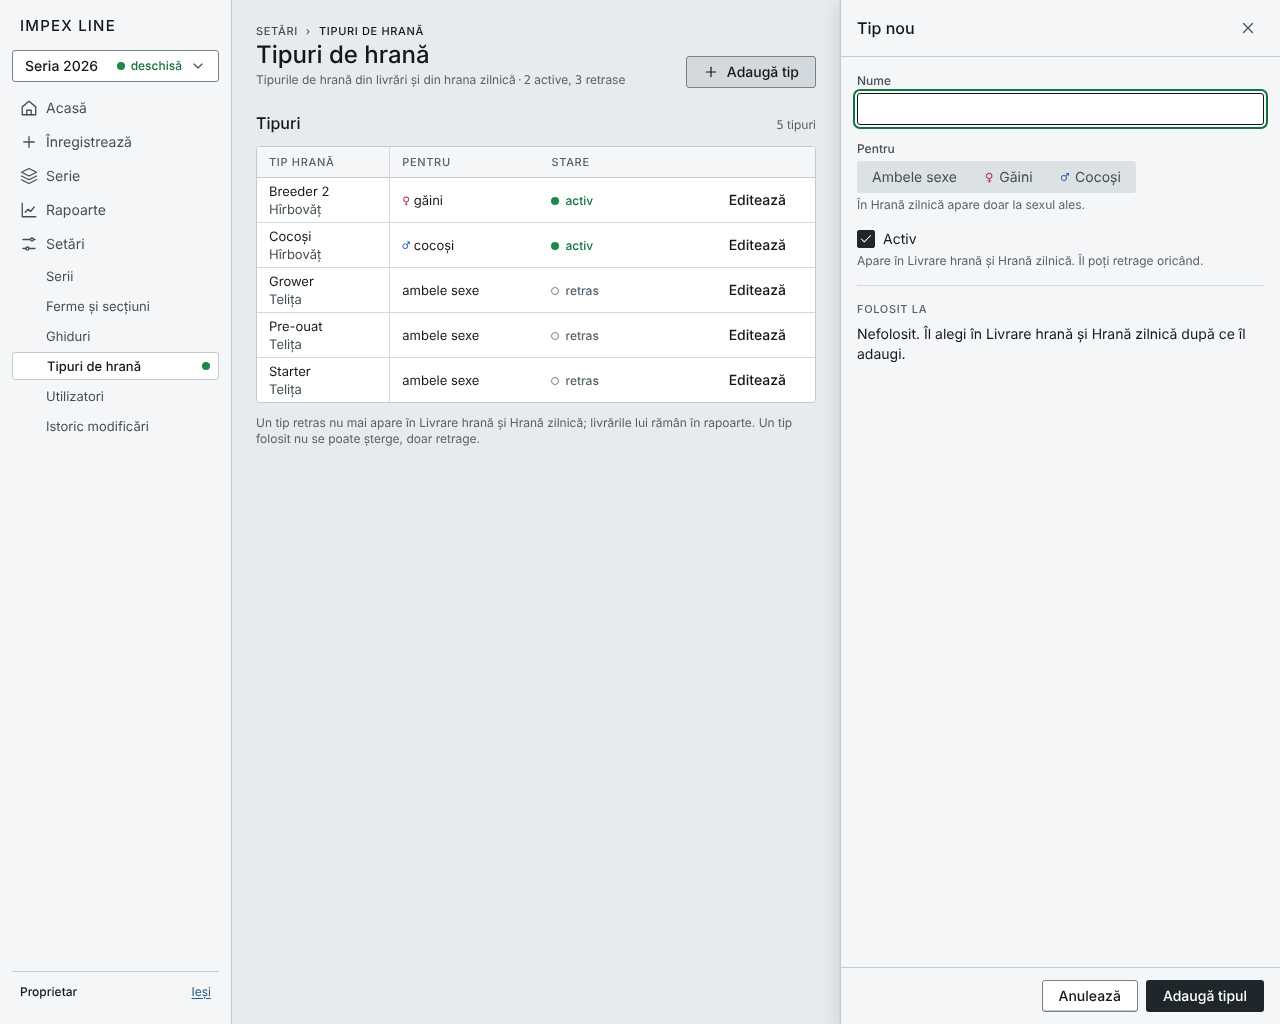 IMPEX LINE
Seria 2026 deschisă
Acasă
Înregistrează
Serie
Rapoarte
Setări
Serii
Ferme și secțiuni
Ghiduri
Tipuri de hrană
Utilizatori
Istoric modificări
Proprietar Ieși
SETĂRI › TIPURI DE HRANĂ
Tipuri de hrană
Tipurile de hrană din livrări și din hrana zilnică · 2 active, 3 retrase
Adaugă tip
Tipuri 5 tipuri
TIP HRANĂ PENTRU STARE
Breeder 2
Hîrbovăț
♀ găini activ Editează
Cocoși
Hîrbovăț
♂ cocoși activ Editează
Grower
Telița
ambele sexe retras Editează
Pre-ouat
Telița
ambele sexe retras Editează
Starter
Telița
ambele sexe retras Editează
Un tip retras nu mai apare în Livrare hrană și Hrană zilnică; livrările lui rămân în rapoarte. Un tip
folosit nu se poate șterge, doar retrage.
Tip nou
Nume
Pentru
Ambele sexe ♀ Găini ♂ Cocoși
În Hrană zilnică apare doar la sexul ales.
Activ
Apare în Livrare hrană și Hrană zilnică. Îl poți retrage oricând.
FOLOSIT LA
Nefolosit. Îl alegi în Livrare hrană și Hrană zilnică după ce îl
adaugi.
Anulează Adaugă tipul